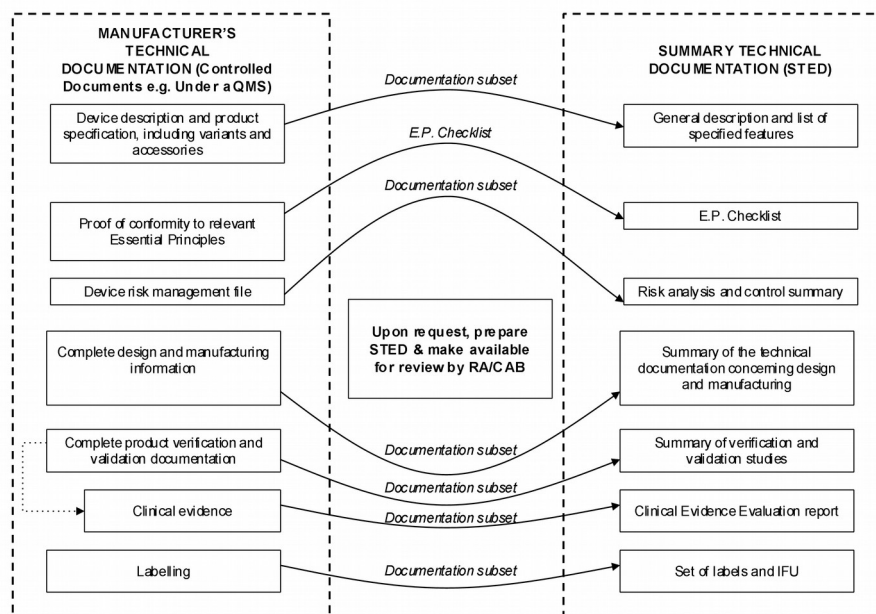 MANUFACTURER'S
TECHNICAL
DOCUMENTATION (Controlled
Documents e.g. Under a QMS)
Device description and product
specification, including variants and
accessories
Proof of conformity to relevant
Essential Principles
Device risk management file
Complete design and manufacturing
information
Complete product verification and
validation documentation
Clinical evidence
Labelling
Documentation subset
E.P. Checklist
Documentation subset
Upon request, prepare
STED & make available
for review by RA/CAB
Documentation subset
Documentation subset
Documentation subset
Documentation subset
SUMMARY TECHNICAL
DOCUMENTATION (STED)
General description and list of
specified features
E.P. Checklist
Risk analysis and control summary
Summary of the technical
documentation concerning design
and manufacturing
Summary of verification and
validation studies
Clinical Evidence Evaluation report
Set of labels and IFU